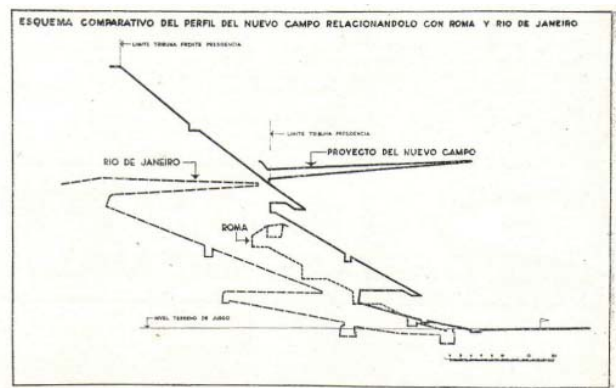 ESQUEMA COMPARATIVO DEL PERFIL DEL NUEVO CAMPO RELACIONANDOLO CON ROMA Y RIO DE JANEIRO
LIMITE TRIBUNA FRENTE PRESIDENCIA
LIMITE TRIBUNA PRESIDENCIA
PROYECTO DEL NUEVO CAMPO
RIO DE JANEIRO
ROMA
NIVEL TERRENO DE JUEGO